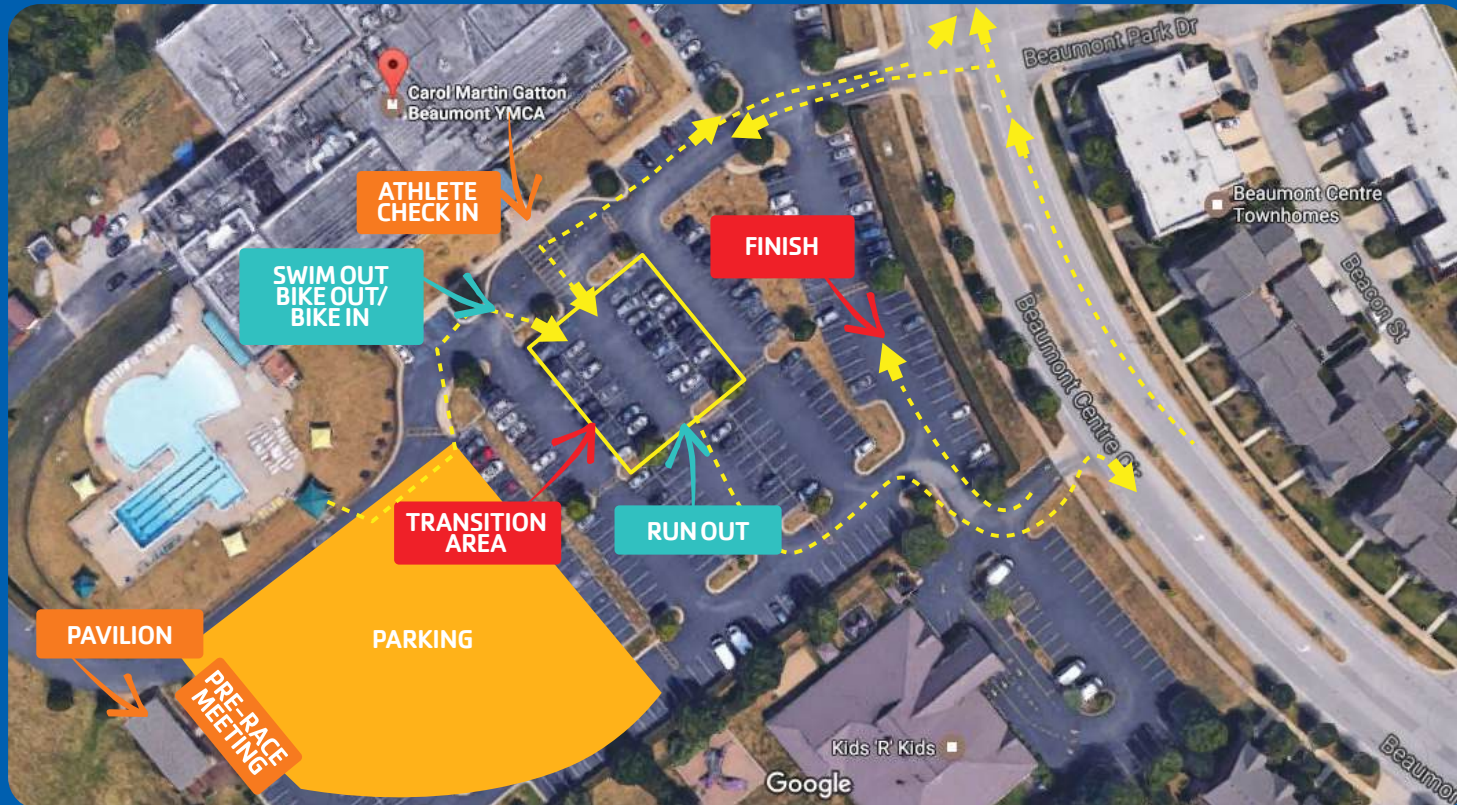 Beaumont Park Dr
Carol Martin Gatton
Beaumont YMCA
ATHLETE
CHECK IN
Beaumont Centre
Townhomes
FINISH
SWIM OUT
BIKE OUT/
BIKE IN
Beacon St
Beaumont Centre Cir
TRANSITION
AREA
RUN OUT
PAVILION
PARKING
PRE-RACE
MEETING
Kids 'R' Kids
Google
Beaumont